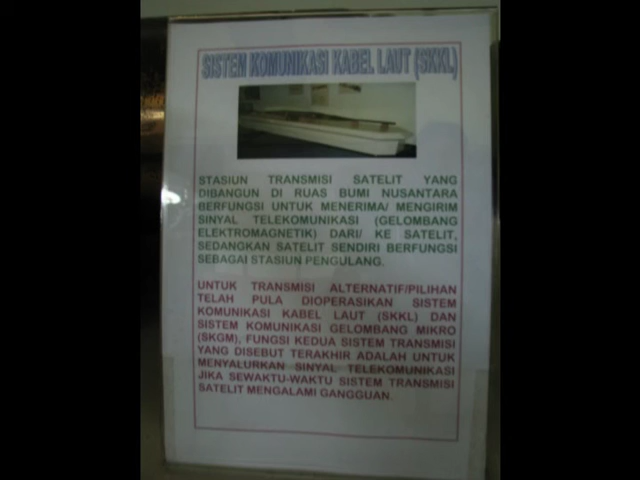 SISTEM KOMUNIKASI KABEL LAUT (SKKL)
STASIUN TRANSMISI SATELIT YANG
DIBANGUN DI RUAS BUMI NUSANTARA
BERFUNGSI UNTUK MENERIMA/ MENGIRIM
SINYAL TELEKOMUNIKASI (GELOMBANG
ELEKTROMAGNETIK) DARI/ KE SATELIT,
SEDANGKAN SATELIT SENDIRI BERFUNGSI
SEBAGAI STASIUN PENGULANG.
UNTUK TRANSMISI ALTERNATIF/PILIHAN
TELAH PULA DIOPERASIKAN SISTEM
KOMUNIKASI KABEL LAUT (SKKL) DAN
SISTEM KOMUNIKASI GELOMBANG MIKRO
(SKGM), FUNGSI KEDUA SISTEM TRANSMISI
YANG DISEBUT TERAKHIR ADALAH UNTUK
MENYALURKAN SINYAL TELEKOMUNIKASI
JIKA SEWAKTU-WAKTU SISTEM TRANSMISI
SATELIT MENGALAMI GANGGUAN.